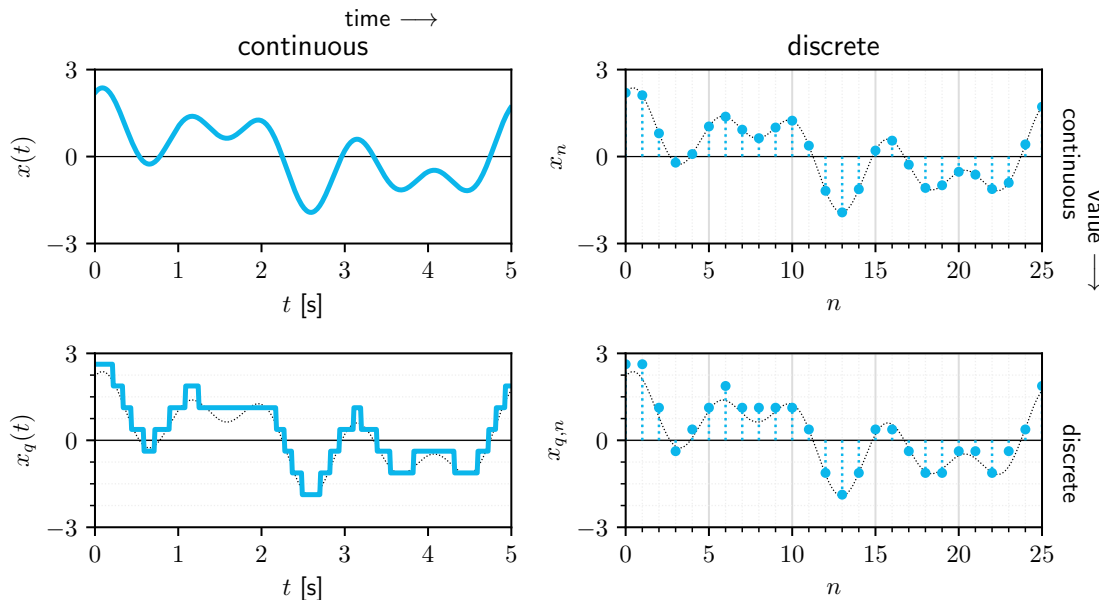 time ⟶
continuous
discrete
3
0
−3
x(t)
0 1 2 3 4 5
t [s]
3
0
−3
xₙ
0 5 10 15 20 25
n
continuous
value ⟶
3
0
−3
x_q(t)
0 1 2 3 4 5
t [s]
3
0
−3
x_{q,n}
0 5 10 15 20 25
n
discrete